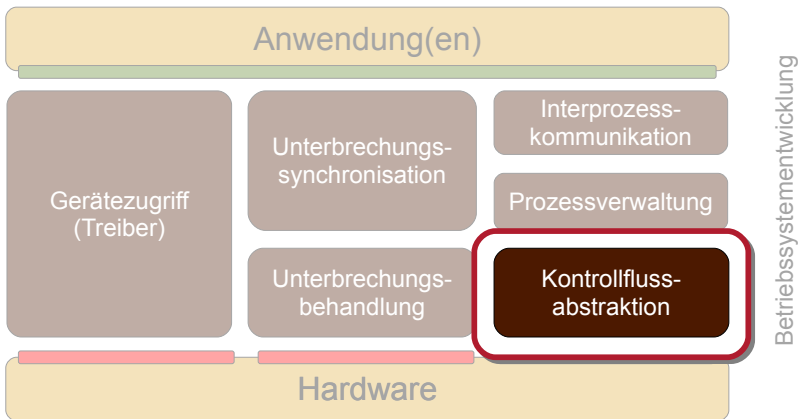 Anwendung(en)
Gerätezugriff
(Treiber)
Unterbrechungs-
synchronisation
Interprozess-
kommunikation
Prozessverwaltung
Unterbrechungs-
behandlung
Kontrollfluss-
abstraktion
Hardware
Betriebssystementwicklung